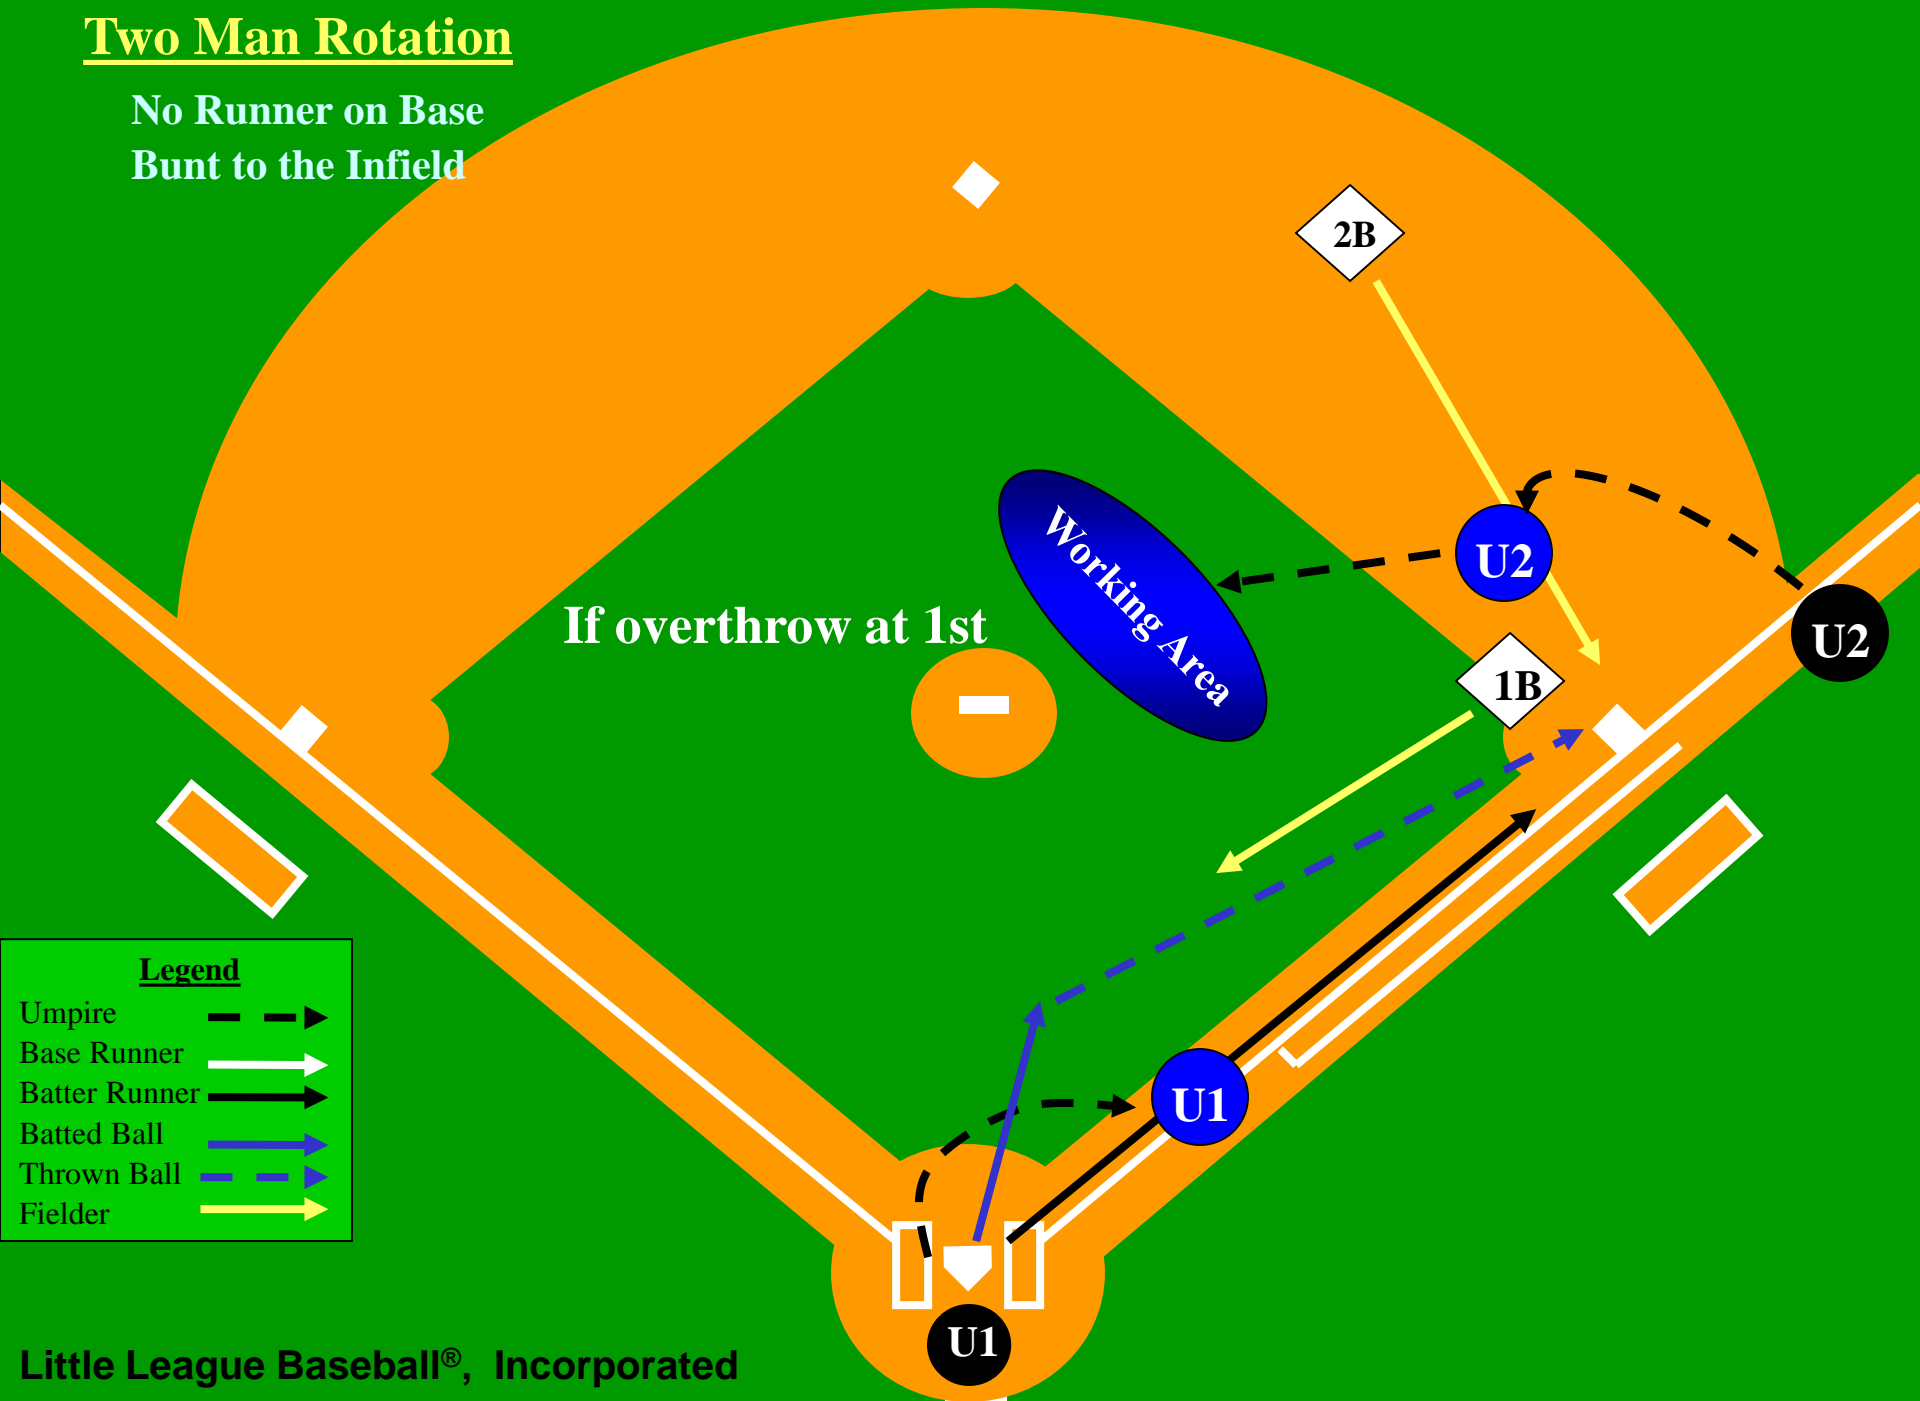 Two Man Rotation
No Runner on Base
Bunt to the Infield
2B
U2
U2
Working Area
If overthrow at 1st
1B
Legend
Umpire
Base Runner
Batter Runner
Batted Ball
Thrown Ball
Fielder
U1
U1
Little League Baseball®, Incorporated